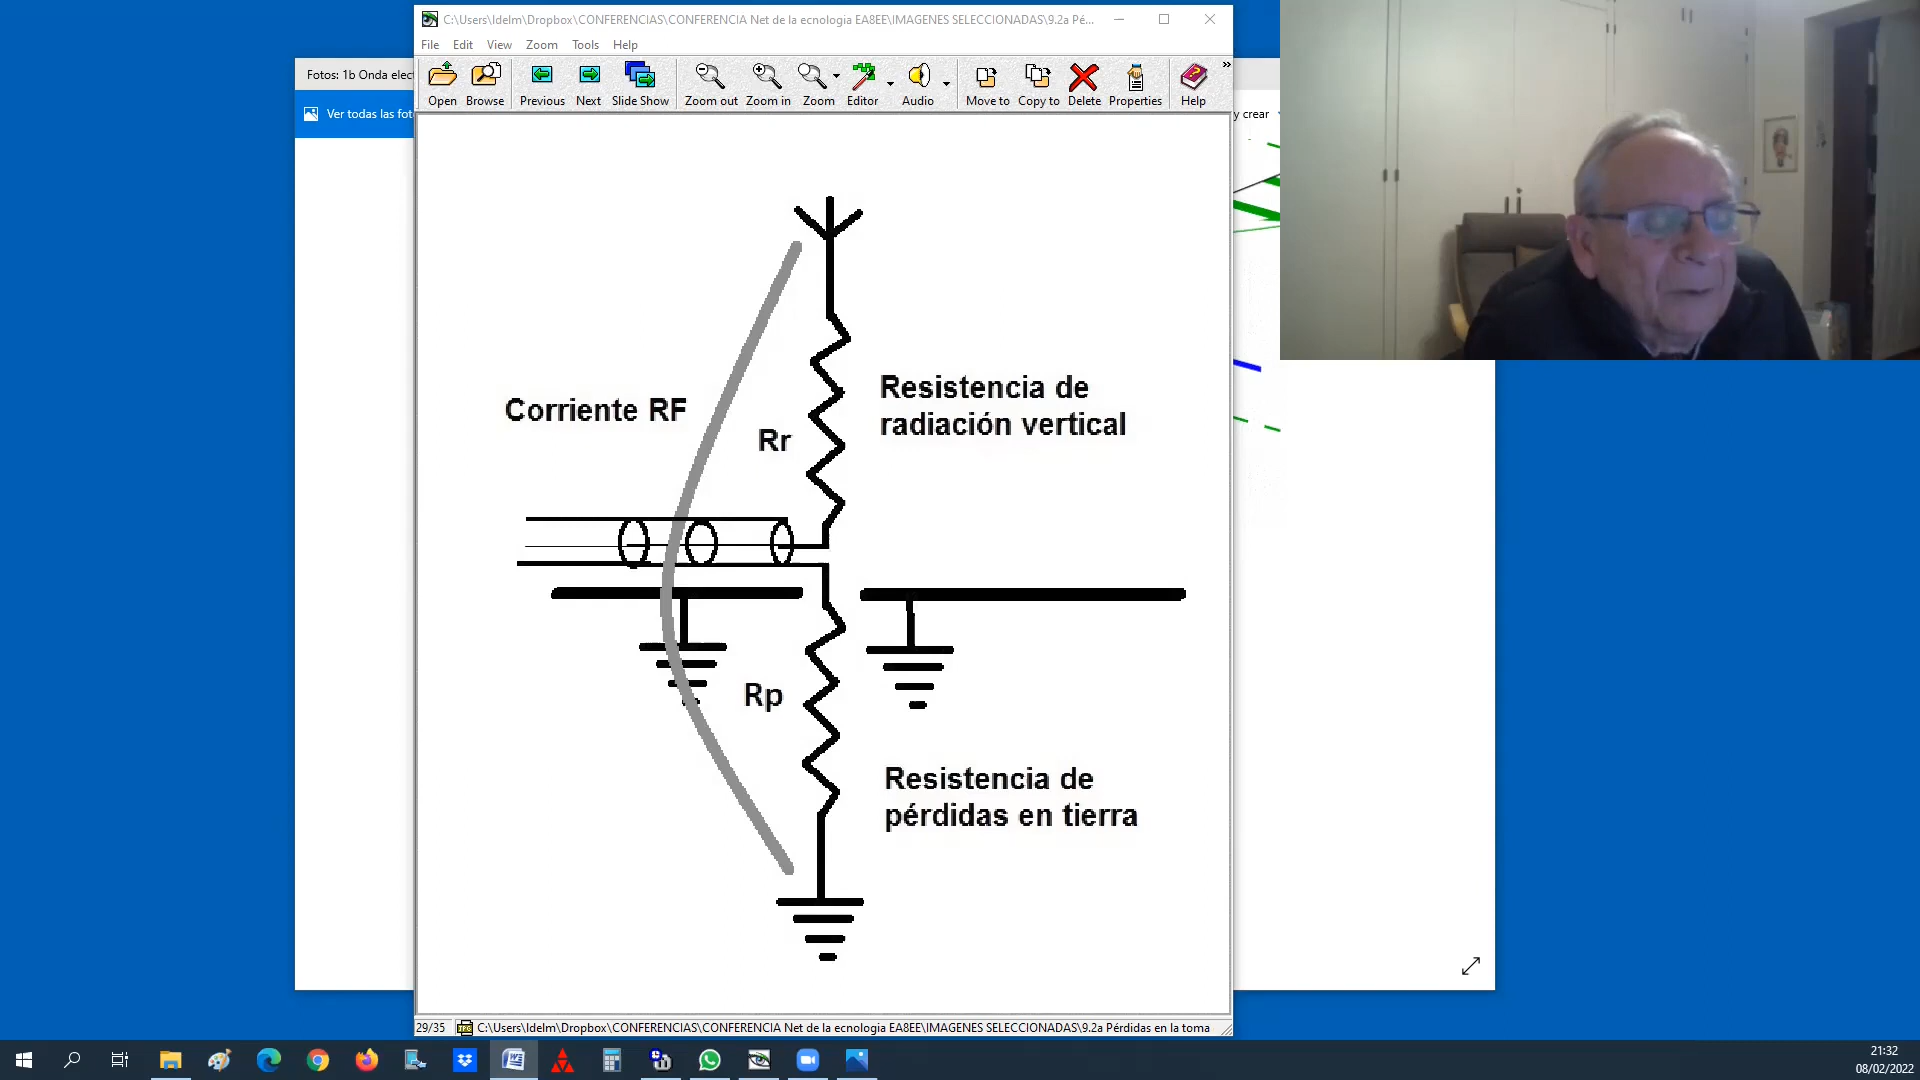 C:\Users\Idelm\Dropbox\CONFERENCIAS\CONFERENCIA Net de la ecnologia EA8EE\IMAGENES SELECCIONADAS\9.2a Pé...
File Edit View Zoom Tools Help
Fotos: 1b Onda elect
Open Browse Previous Next Slide Show Zoom out Zoom in Zoom Editor Audio Move to Copy to Delete Properties Help
Ver todas las fot
y crear
Resistencia de
radiación vertical
Corriente RF
Rr
Rp
Resistencia de
pérdidas en tierra
29/35 C:\Users\Idelm\Dropbox\CONFERENCIAS\CONFERENCIA Net de la ecnologia EA8EE\IMAGENES SELECCIONADAS\9.2a Pérdidas en la toma
21:32
08/02/2022